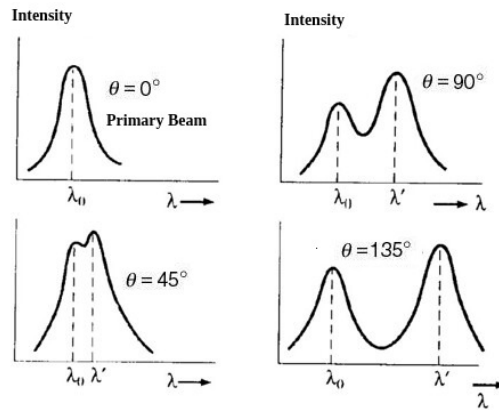 Intensity
θ = 0°
Primary Beam
λ₀ λ
Intensity
θ = 90°
λ₀ λ′ λ
θ = 45°
λ₀ λ′ λ
θ = 135°
λ₀ λ′ λ